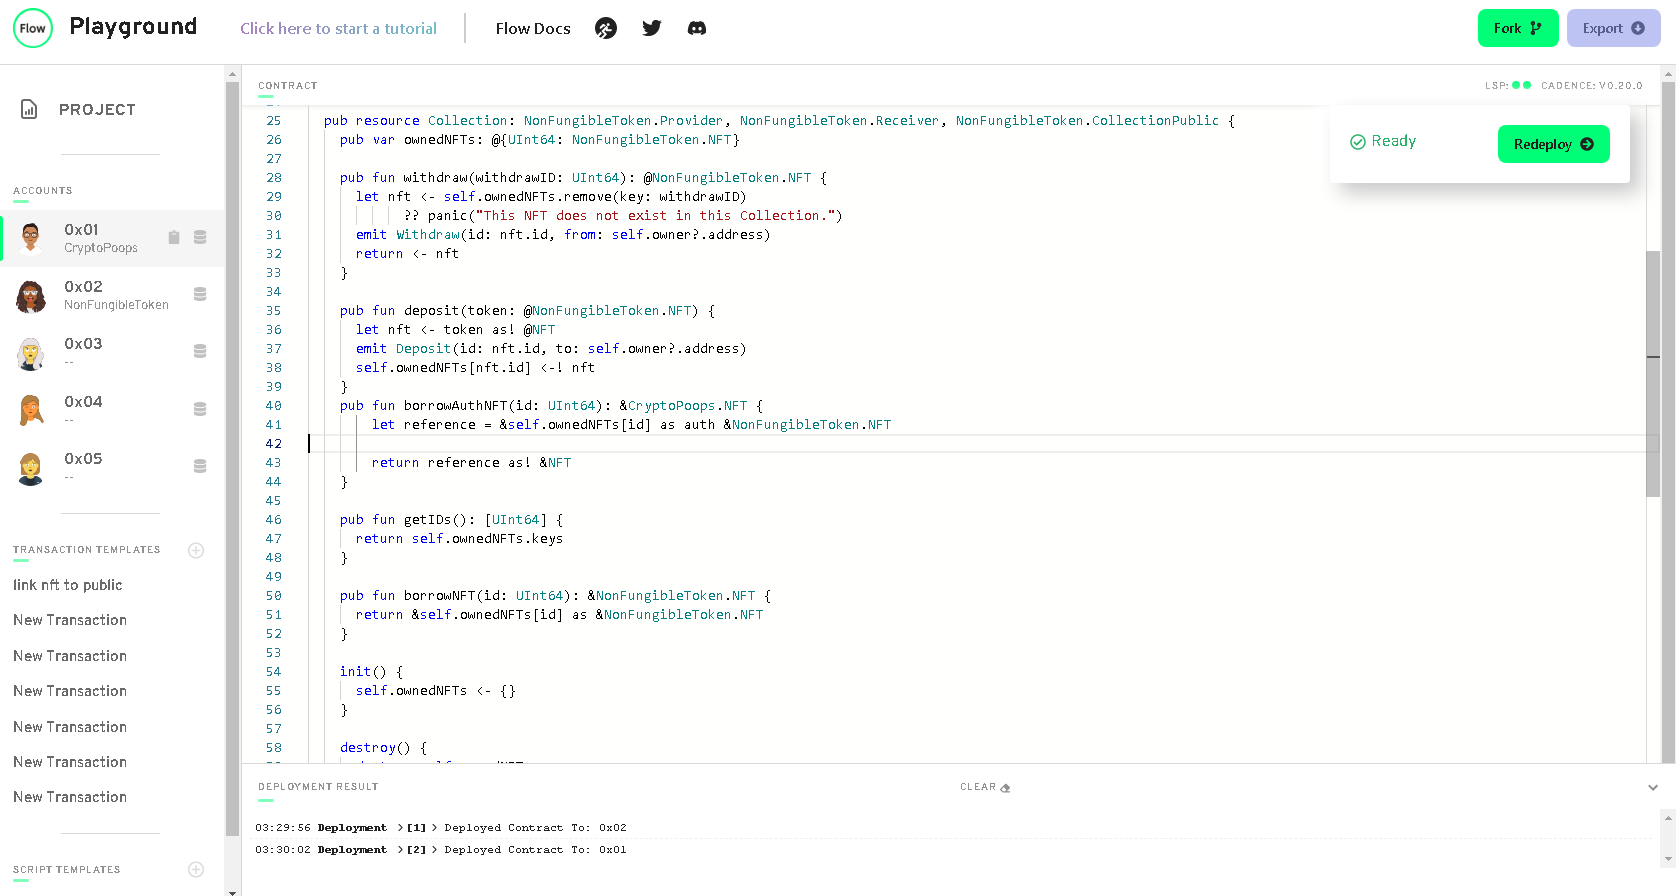 Flow Playground Click here to start a tutorial Flow Docs Fork Export
PROJECT
ACCOUNTS
0x01
CryptoPoops
0x02
NonFungibleToken
0x03
--
0x04
--
0x05
--
TRANSACTION TEMPLATES
link nft to public
New Transaction
New Transaction
New Transaction
New Transaction
New Transaction
New Transaction
SCRIPT TEMPLATES
CONTRACT
LSP: CADENCE: V0.20.0
Ready Redeploy
25 pub resource Collection: NonFungibleToken.Provider, NonFungibleToken.Receiver, NonFungibleToken.CollectionPublic {
26 pub var ownedNFTs: @{UInt64: NonFungibleToken.NFT}
27
28 pub fun withdraw(withdrawID: UInt64): @NonFungibleToken.NFT {
29 let nft <- self.ownedNFTs.remove(key: withdrawID)
30 ?? panic("This NFT does not exist in this Collection.")
31 emit Withdraw(id: nft.id, from: self.owner?.address)
32 return <- nft
33 }
34
35 pub fun deposit(token: @NonFungibleToken.NFT) {
36 let nft <- token as! @NFT
37 emit Deposit(id: nft.id, to: self.owner?.address)
38 self.ownedNFTs[nft.id] <-! nft
39 }
40 pub fun borrowAuthNFT(id: UInt64): &CryptoPoops.NFT {
41 let reference = &self.ownedNFTs[id] as auth &NonFungibleToken.NFT
42
43 return reference as! &NFT
44 }
45
46 pub fun getIDs(): [UInt64] {
47 return self.ownedNFTs.keys
48 }
49
50 pub fun borrowNFT(id: UInt64): &NonFungibleToken.NFT {
51 return &self.ownedNFTs[id] as &NonFungibleToken.NFT
52 }
53
54 init() {
55 self.ownedNFTs <- {}
56 }
57
58 destroy() {
DEPLOYMENT RESULT CLEAR
03:29:56 Deployment >[1] > Deployed Contract To: 0x02
03:30:02 Deployment >[2] > Deployed Contract To: 0x01